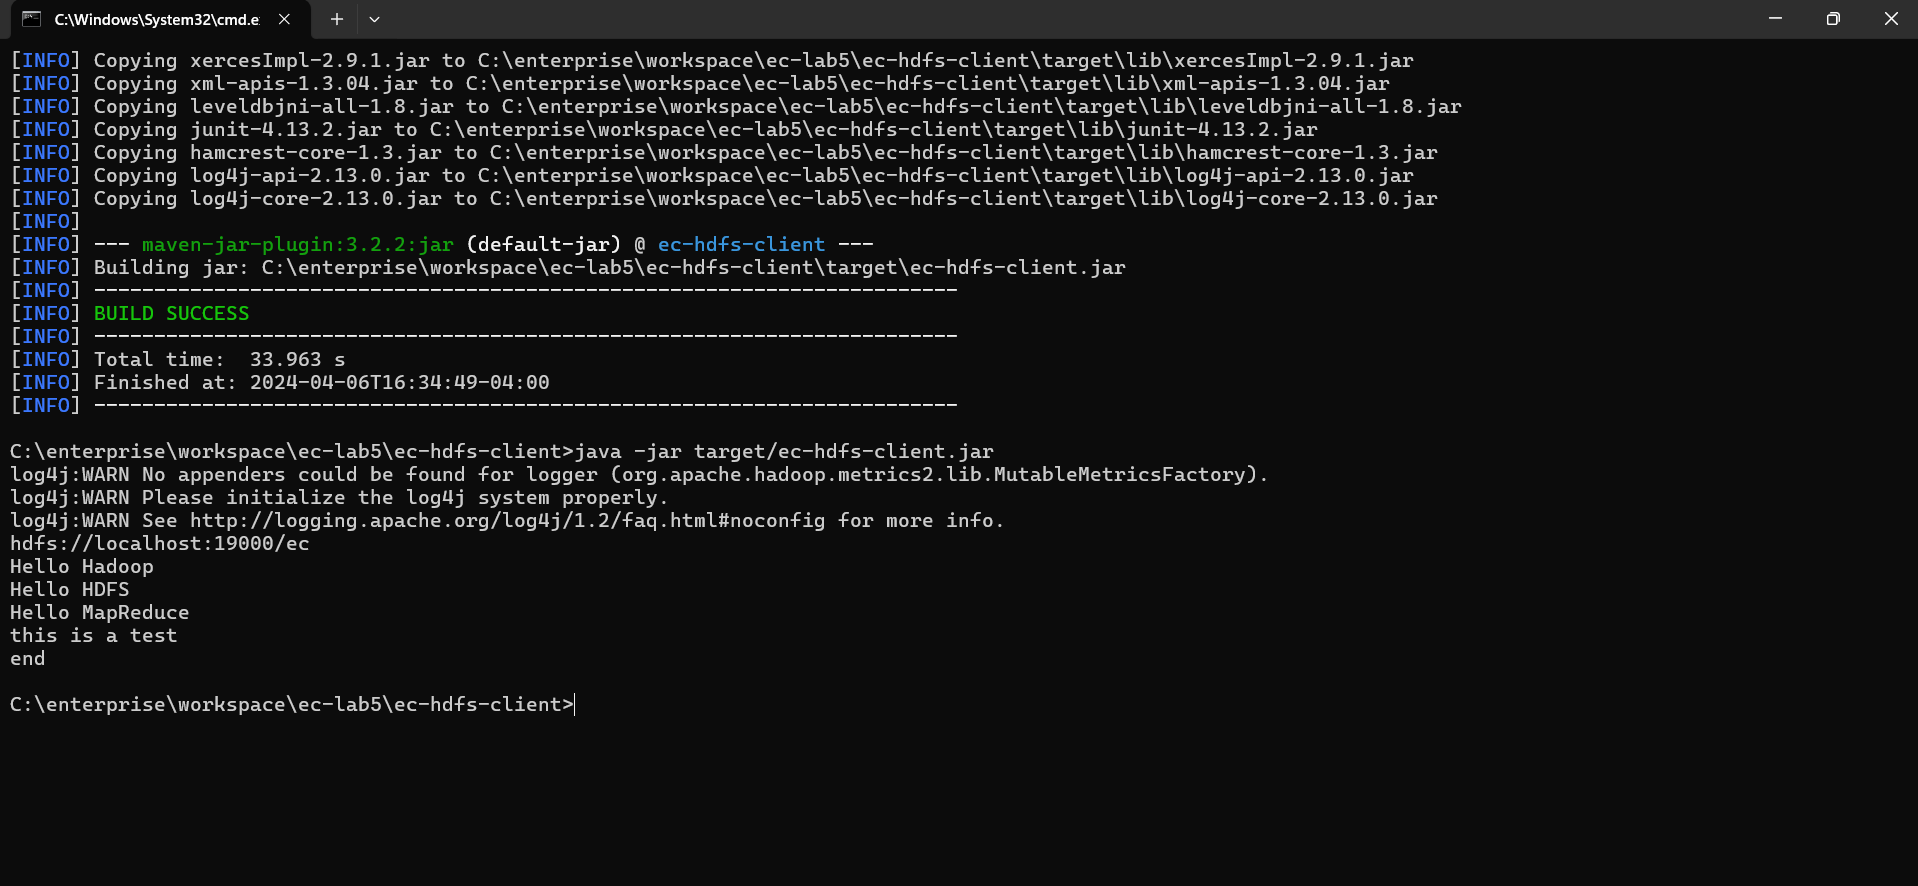 C:\Windows\System32\cmd.e
[INFO] Copying xercesImpl-2.9.1.jar to C:\enterprise\workspace\ec-lab5\ec-hdfs-client\target\lib\xercesImpl-2.9.1.jar
[INFO] Copying xml-apis-1.3.04.jar to C:\enterprise\workspace\ec-lab5\ec-hdfs-client\target\lib\xml-apis-1.3.04.jar
[INFO] Copying leveldbjni-all-1.8.jar to C:\enterprise\workspace\ec-lab5\ec-hdfs-client\target\lib\leveldbjni-all-1.8.jar
[INFO] Copying junit-4.13.2.jar to C:\enterprise\workspace\ec-lab5\ec-hdfs-client\target\lib\junit-4.13.2.jar
[INFO] Copying hamcrest-core-1.3.jar to C:\enterprise\workspace\ec-lab5\ec-hdfs-client\target\lib\hamcrest-core-1.3.jar
[INFO] Copying log4j-api-2.13.0.jar to C:\enterprise\workspace\ec-lab5\ec-hdfs-client\target\lib\log4j-api-2.13.0.jar
[INFO] Copying log4j-core-2.13.0.jar to C:\enterprise\workspace\ec-lab5\ec-hdfs-client\target\lib\log4j-core-2.13.0.jar
[INFO]
[INFO] --- maven-jar-plugin:3.2.2:jar (default-jar) @ ec-hdfs-client ---
[INFO] Building jar: C:\enterprise\workspace\ec-lab5\ec-hdfs-client\target\ec-hdfs-client.jar
[INFO] ------------------------------------------------------------------------
[INFO] BUILD SUCCESS
[INFO] ------------------------------------------------------------------------
[INFO] Total time:  33.963 s
[INFO] Finished at: 2024-04-06T16:34:49-04:00
[INFO] ------------------------------------------------------------------------
C:\enterprise\workspace\ec-lab5\ec-hdfs-client>java -jar target/ec-hdfs-client.jar
log4j:WARN No appenders could be found for logger (org.apache.hadoop.metrics2.lib.MutableMetricsFactory).
log4j:WARN Please initialize the log4j system properly.
log4j:WARN See http://logging.apache.org/log4j/1.2/faq.html#noconfig for more info.
hdfs://localhost:19000/ec
Hello Hadoop
Hello HDFS
Hello MapReduce
this is a test
end
C:\enterprise\workspace\ec-lab5\ec-hdfs-client>